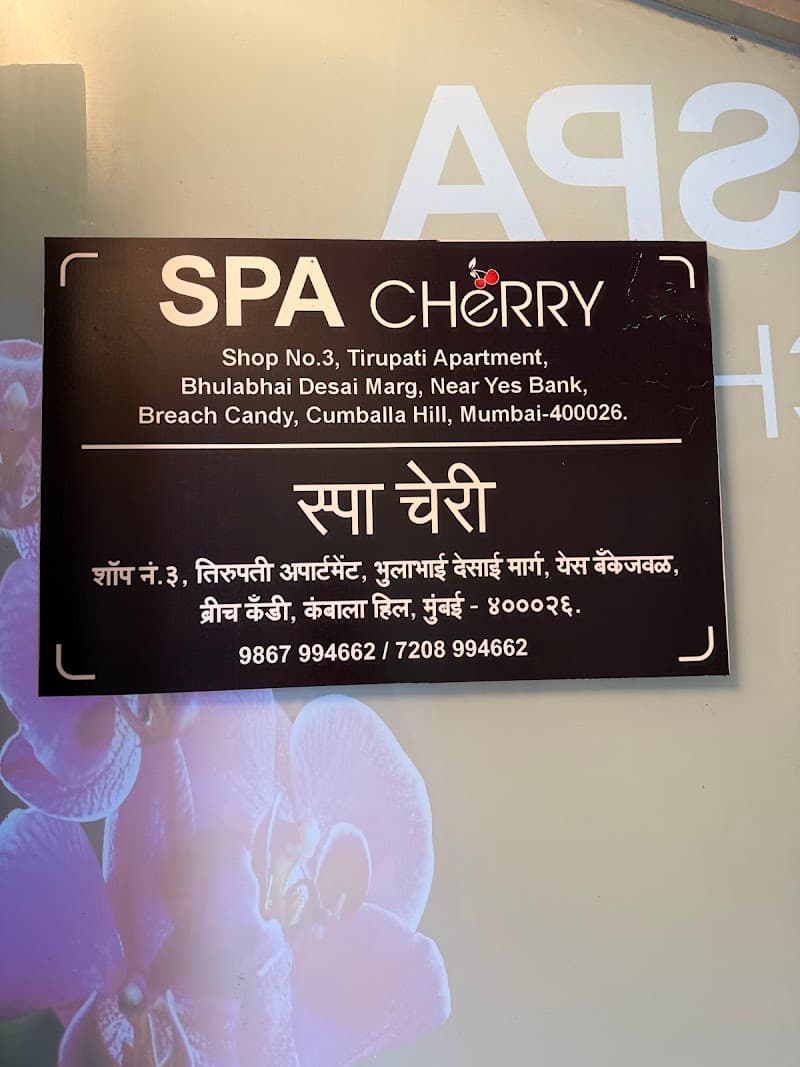 SPA
SPA CHeRRY
Shop No.3, Tirupati Apartment,
Bhulabhai Desai Marg, Near Yes Bank,
Breach Candy, Cumballa Hill, Mumbai-400026.
स्पा चेरी
शॉप नं.३, तिरुपती अपार्टमेंट, भुलाभाई देसाई मार्ग, येस बँकेजवळ,
ब्रीच कँडी, कंबाला हिल, मुंबई - ४०००२६.
9867 994662 / 7208 994662